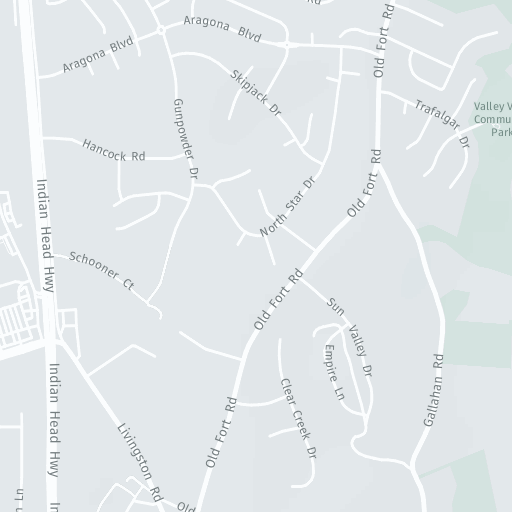 Rd
Aragona Blvd
Old Fort Rd
Aragona Blvd
Skipjack Dr
Valley V
Commu
Park
Trafalgar Dr
Gunpowder Dr
Hancock Rd
Old Fort Rd
Indian Head Hwy
North Star Dr
Schooner Ct
Old Fort Rd
Sun Valley Dr
Empire Ln
Gallahan Rd
Indian Head Hwy
Clear Creek Dr
Old Fort Rd
Livingston Rd
Ln
Old
In